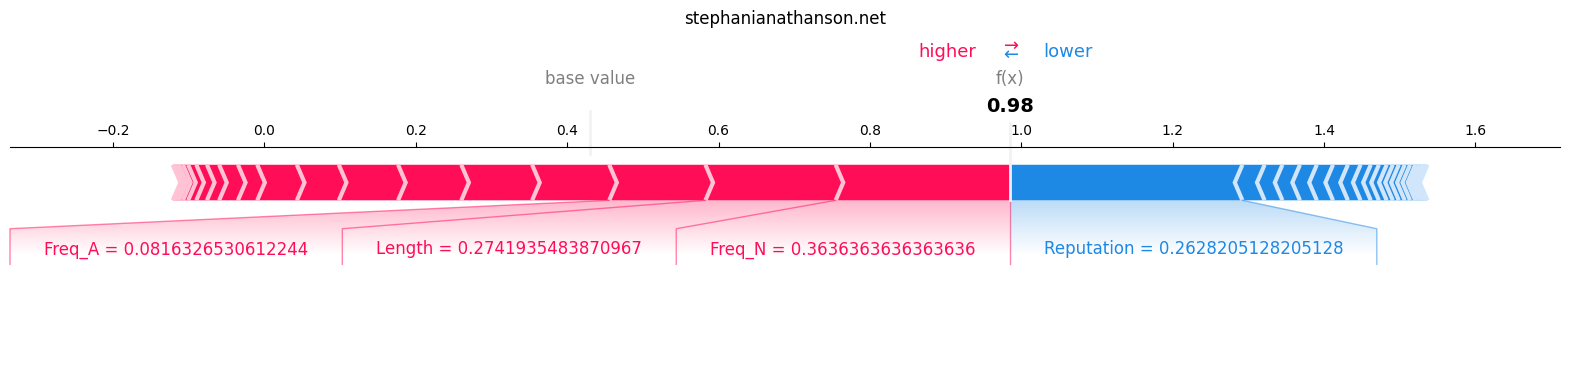 stephanianathanson.net
higher ⇄ lower
base value f(x)
0.98
−0.2 0.0 0.2 0.4 0.6 0.8 1.0 1.2 1.4 1.6
Freq_A = 0.0816326530612244 Length = 0.2741935483870967 Freq_N = 0.3636363636363636 Reputation = 0.2628205128205128